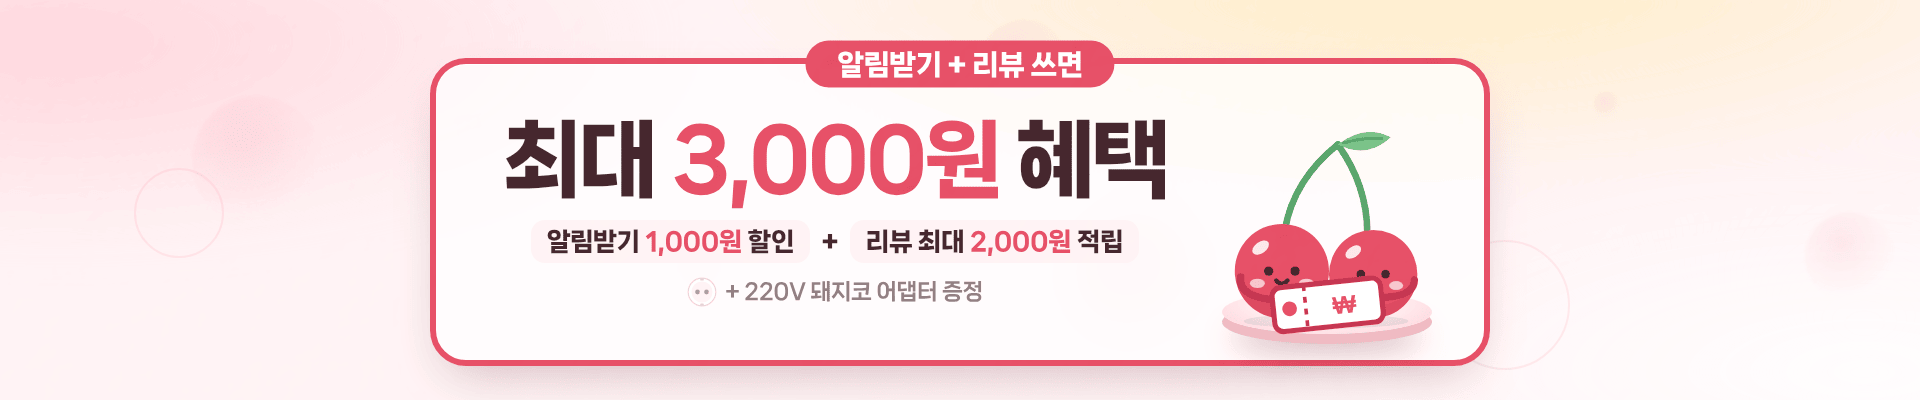 알림받기 + 리뷰 쓰면
최대 3,000원 혜택
알림받기 1,000원 할인 + 리뷰 최대 2,000원 적립
+ 220V 돼지코 어댑터 증정
₩